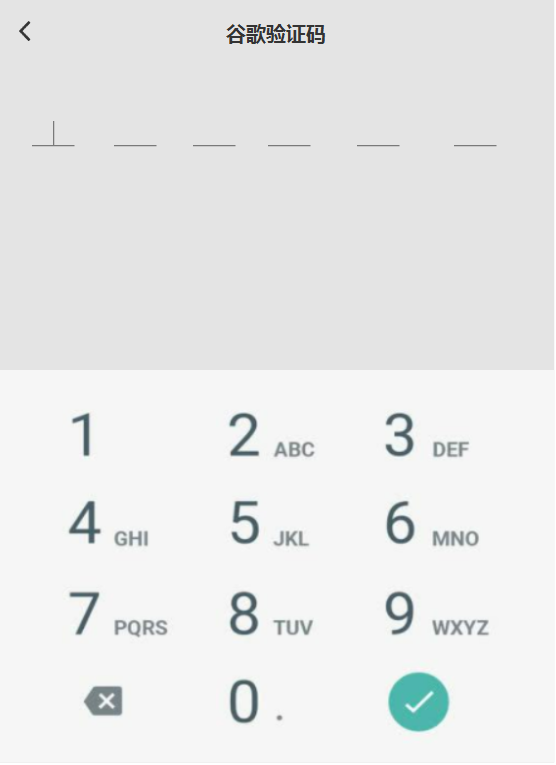 谷歌验证码
1 2 ABC 3 DEF
4 GHI 5 JKL 6 MNO
7 PQRS 8 TUV 9 WXYZ
0 .